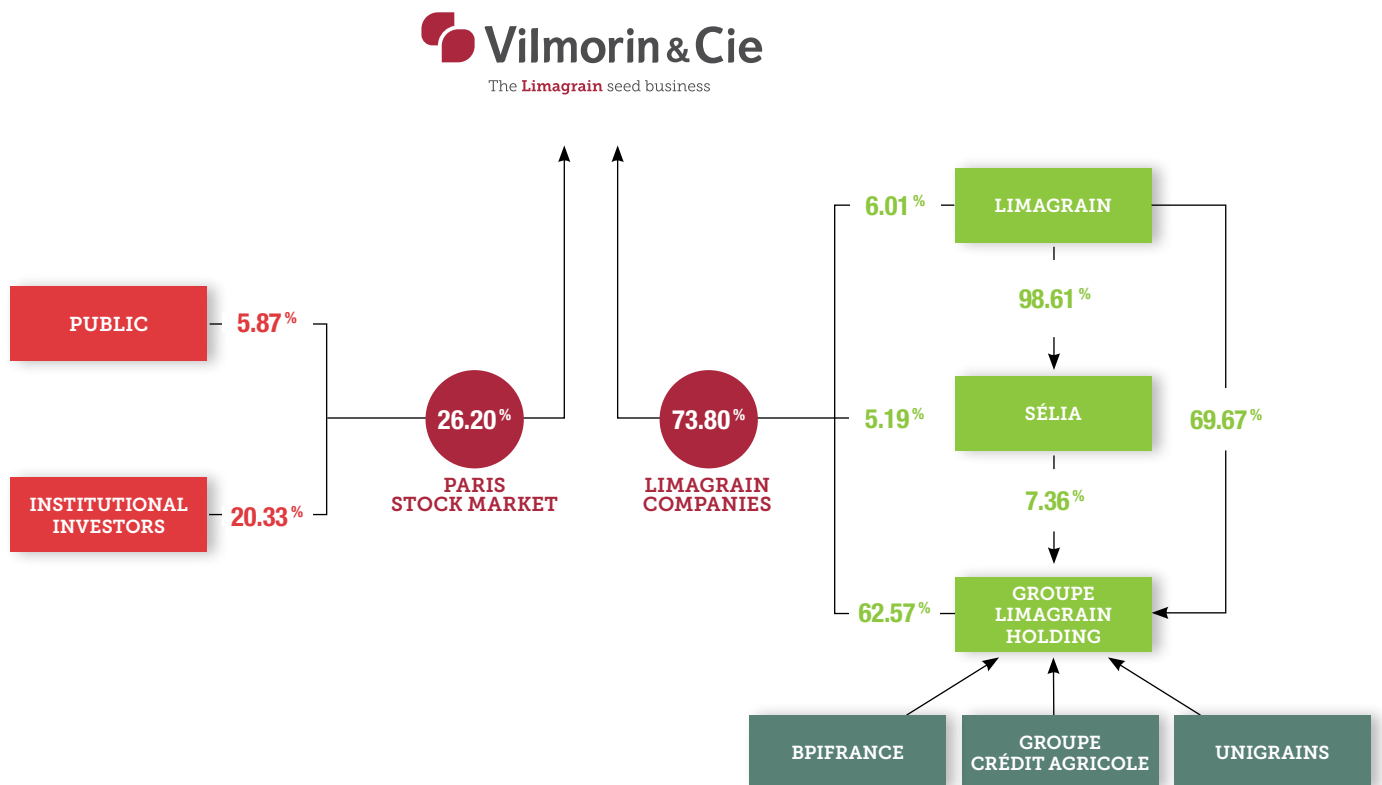 Vilmorin & Cie
The Limagrain seed business
PUBLIC
5.87 %
INSTITUTIONAL
INVESTORS
20.33 %
26.20 %
PARIS
STOCK MARKET
73.80 %
LIMAGRAIN
COMPANIES
6.01 %
5.19 %
62.57 %
LIMAGRAIN
98.61 %
SÉLIA
7.36 %
69.67 %
GROUPE
LIMAGRAIN
HOLDING
BPIFRANCE
GROUPE
CRÉDIT AGRICOLE
UNIGRAINS